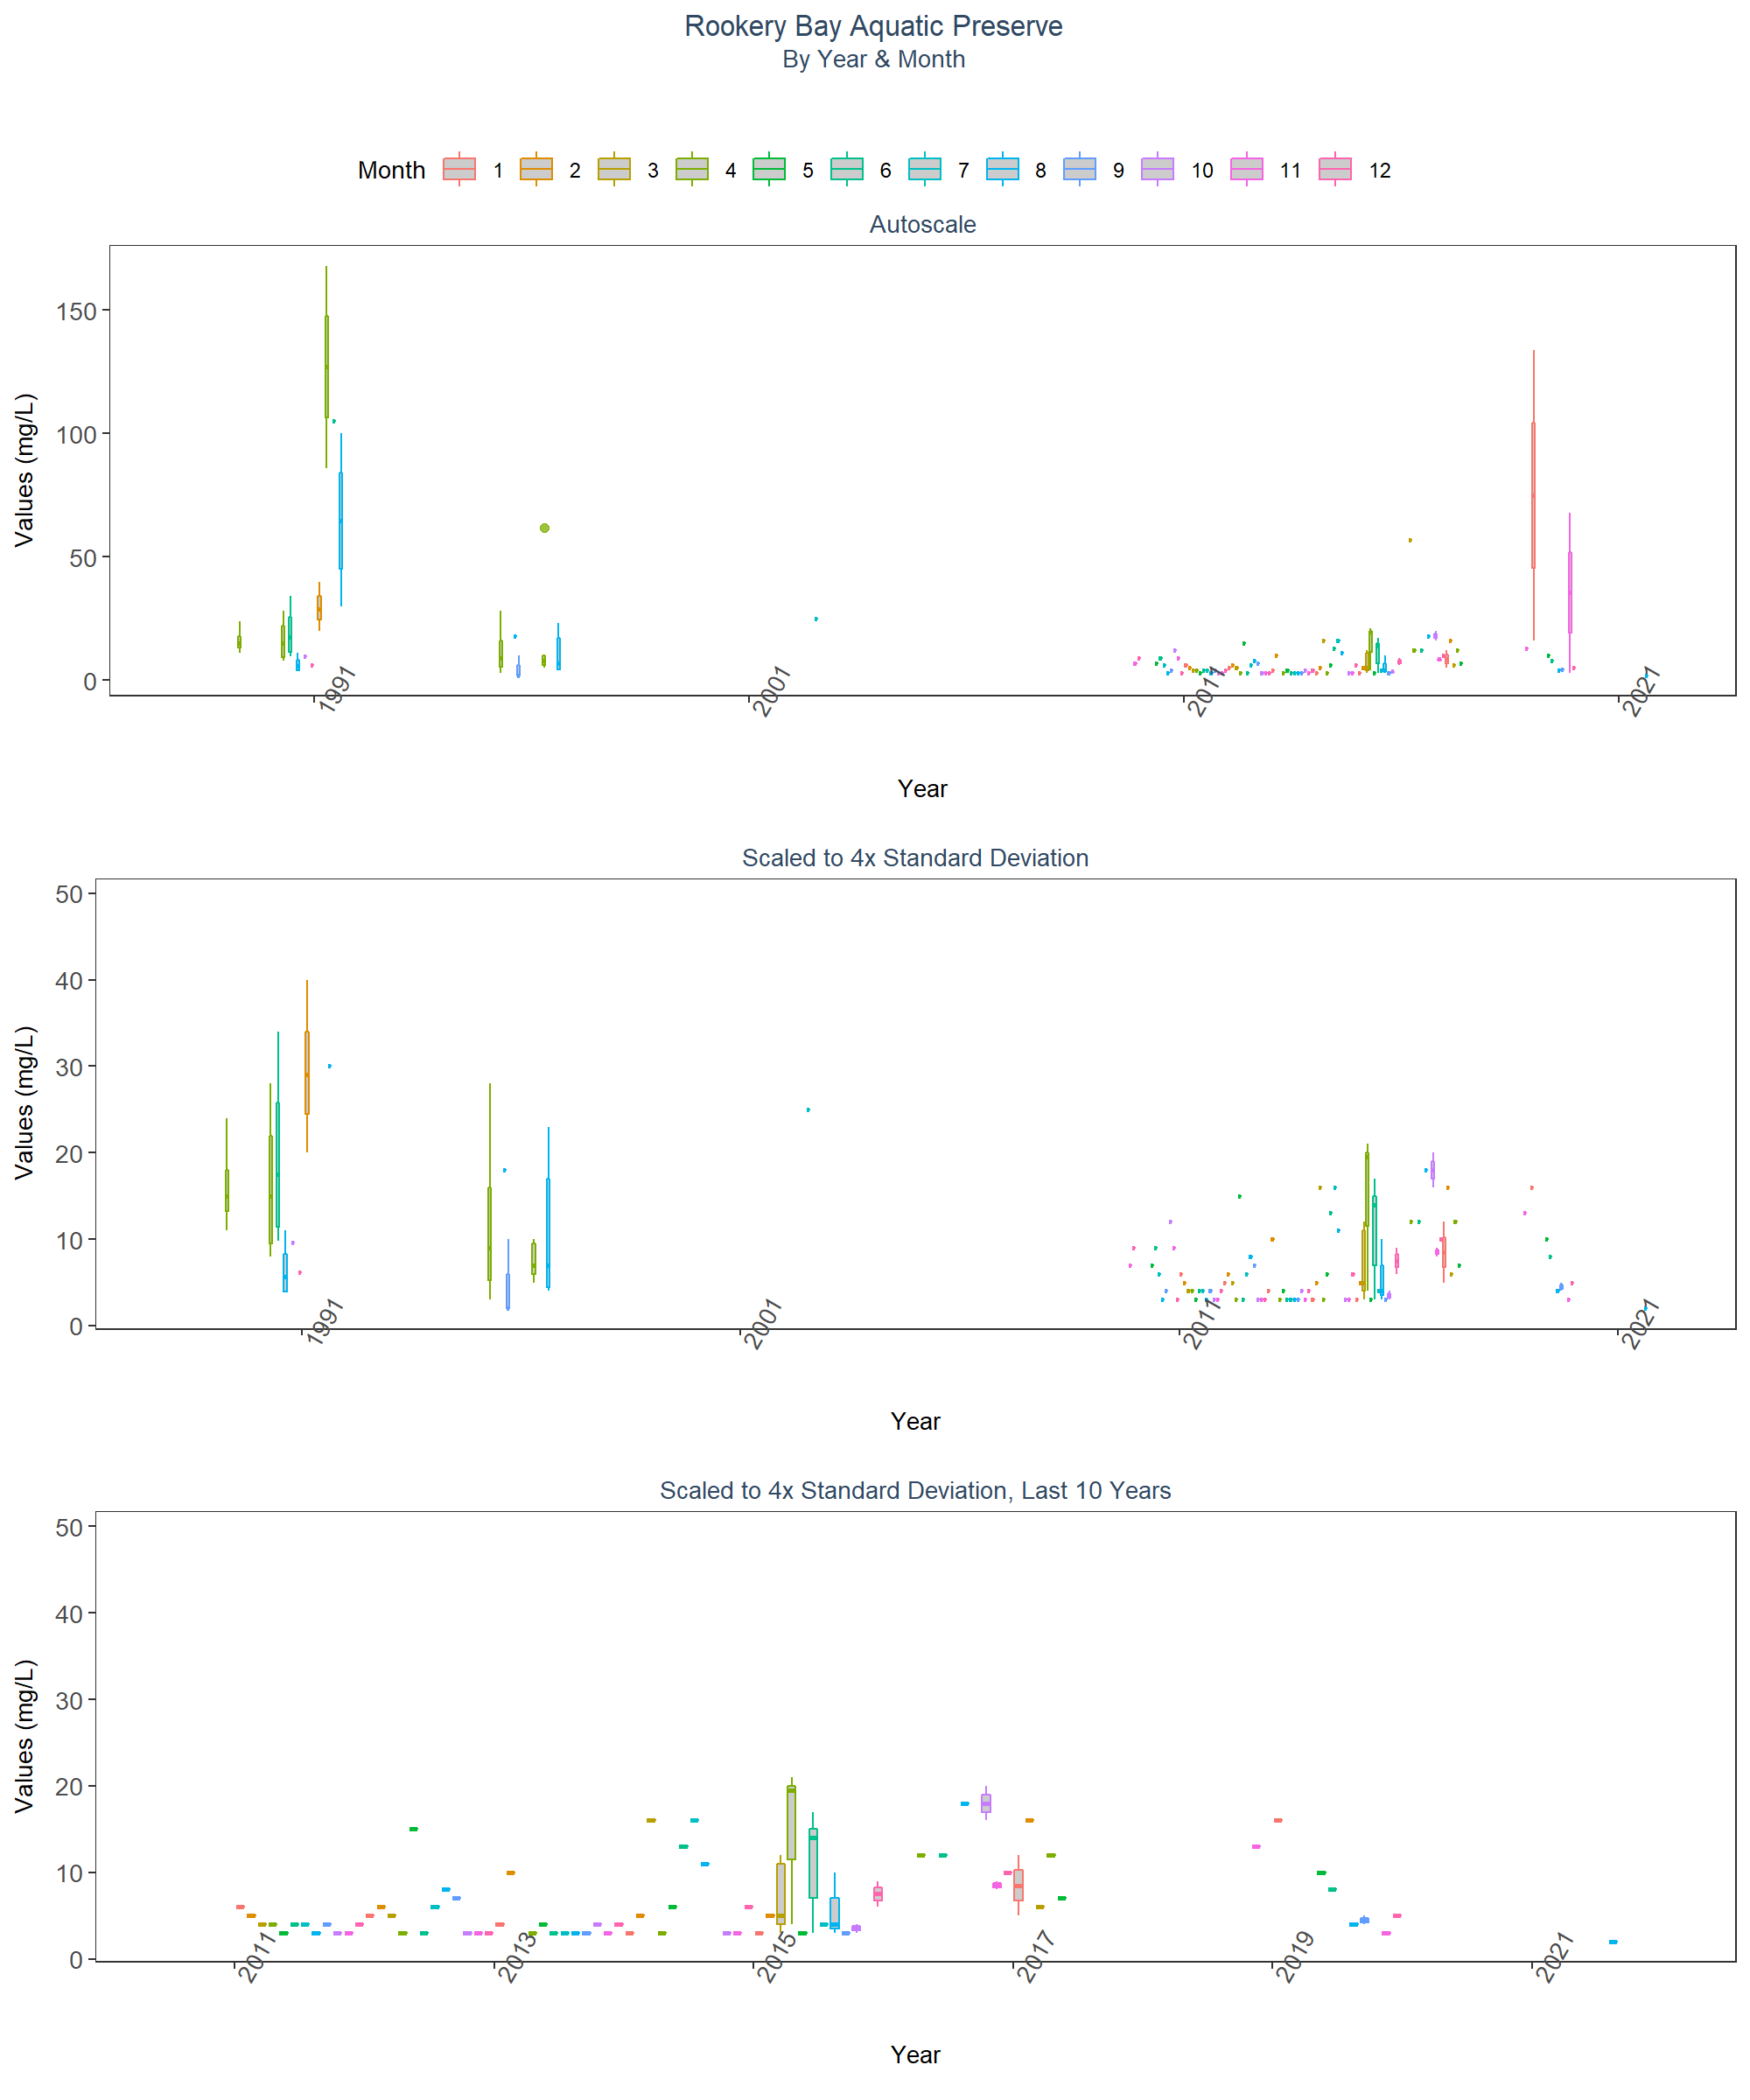 Rookery Bay Aquatic Preserve
By Year & Month
Month 1 2 3 4 5 6 7 8 9 10 11 12
Autoscale
Values (mg/L)
150
100
50
0
1991 2001 2011 2021
Year
Scaled to 4x Standard Deviation
Values (mg/L)
50
40
30
20
10
0
1991 2001 2011 2021
Year
Scaled to 4x Standard Deviation, Last 10 Years
Values (mg/L)
50
40
30
20
10
0
2011 2013 2015 2017 2019 2021
Year